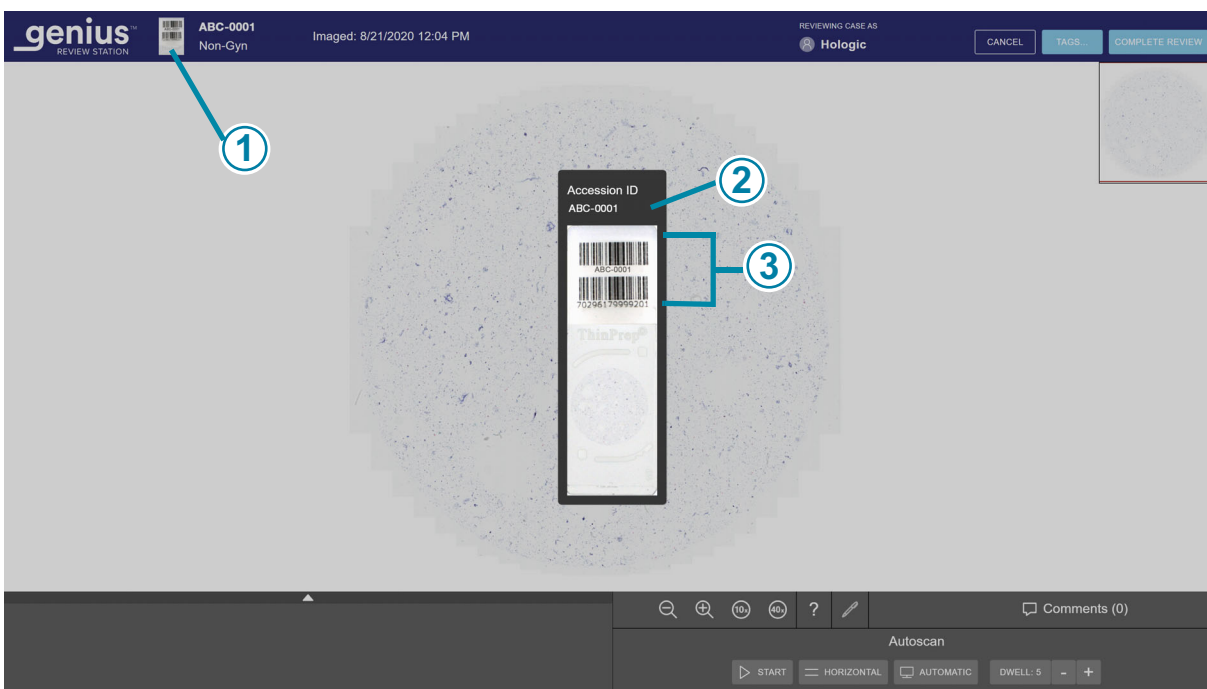 genius™
REVIEW STATION
ABC-0001
Non-Gyn
Imaged: 8/21/2020 12:04 PM
REVIEWING CASE AS
Hologic
CANCEL
TAGS...
COMPLETE REVIEW
1
2
Accession ID
ABC-0001
3
ABC-0001
70296179999201
ThinPrep®
10x
40x
?
Comments (0)
Autoscan
START
HORIZONTAL
AUTOMATIC
DWELL: 5
-
+